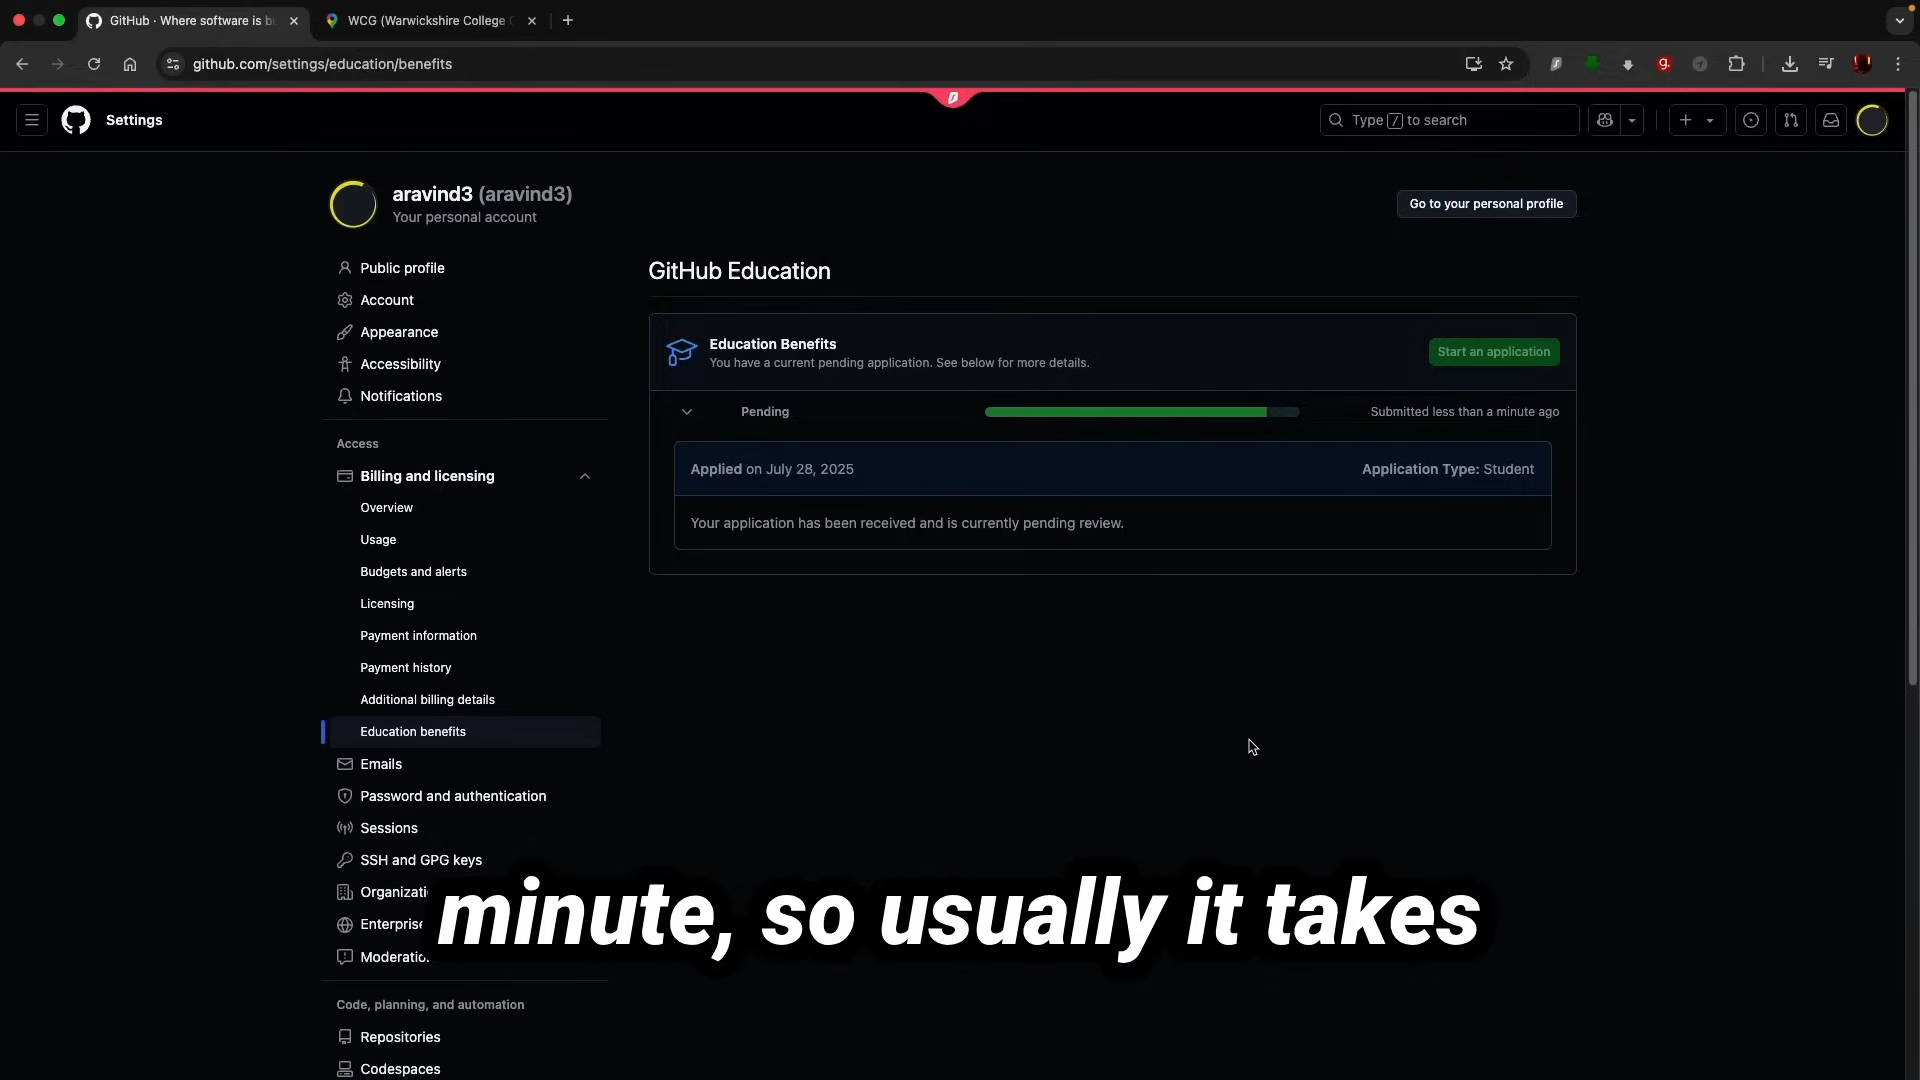 GitHub · Where software is b
WCG (Warwickshire College
github.com/settings/education/benefits
Settings
Type / to search
aravind3 (aravind3)
Your personal account
Go to your personal profile
Public profile
Account
Appearance
Accessibility
Notifications
Access
Billing and licensing
Overview
Usage
Budgets and alerts
Licensing
Payment information
Payment history
Additional billing details
Education benefits
Emails
Password and authentication
Sessions
SSH and GPG keys
Organizati
Enterprise
Moderatio
Code, planning, and automation
Repositories
Codespaces
GitHub Education
Education Benefits
You have a current pending application. See below for more details.
Start an application
Pending
Submitted less than a minute ago
Applied on July 28, 2025
Application Type: Student
Your application has been received and is currently pending review.
minute, so usually it takes